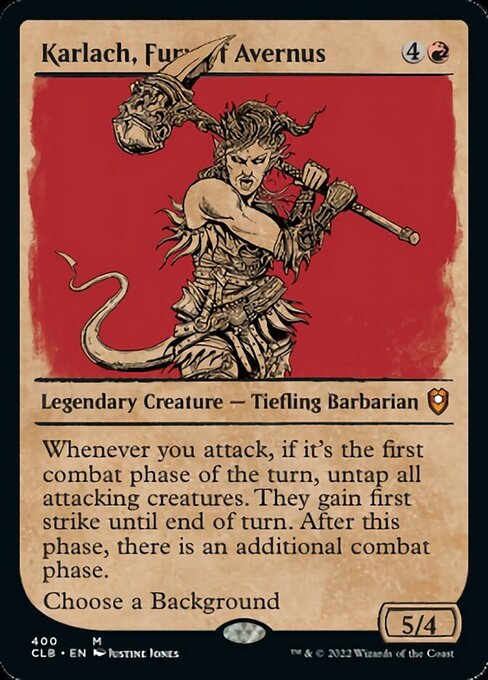 Karlach, Fury of Avernus 4
Legendary Creature — Tiefling Barbarian
Whenever you attack, if it's the first
combat phase of the turn, untap all
attacking creatures. They gain first
strike until end of turn. After this
phase, there is an additional combat
phase.
Choose a Background
5/4
400 M
CLB • EN Justine Jones
™ & © 2022 Wizards of the Coast